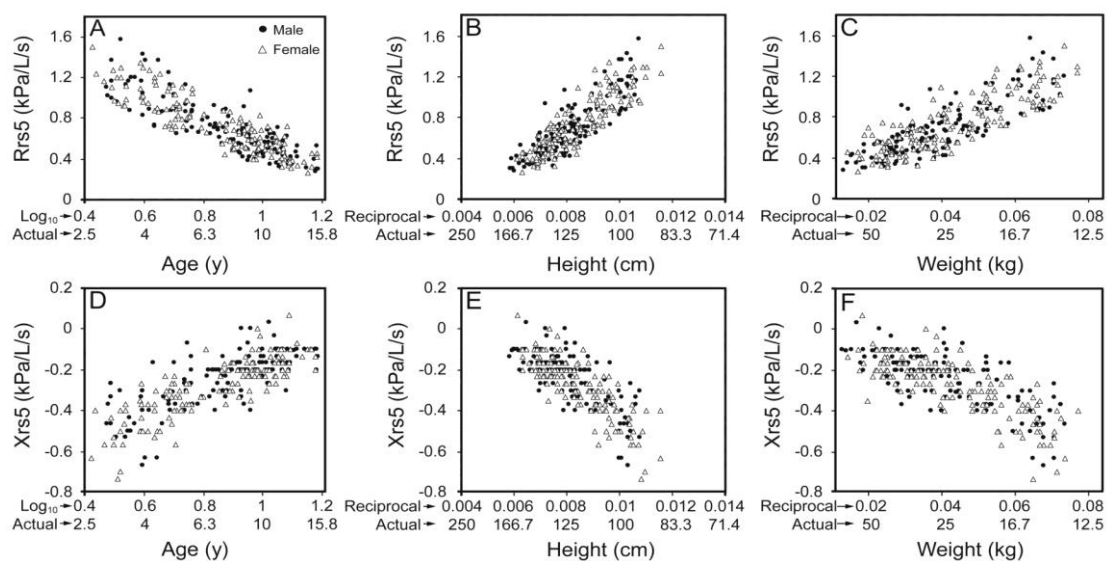 A
● Male
△ Female
Rrs5 (kPa/L/s)
1.6
1.2
0.8
0.4
0
Log10→
0.4 0.6 0.8 1 1.2
Actual→
2.5 4 6.3 10 15.8
Age (y)
B
Rrs5 (kPa/L/s)
1.6
1.2
0.8
0.4
0
Reciprocal→
0.004 0.006 0.008 0.01 0.012 0.014
Actual→
250 166.7 125 100 83.3 71.4
Height (cm)
C
Rrs5 (kPa/L/s)
1.6
1.2
0.8
0.4
0
Reciprocal→
0.02 0.04 0.06 0.08
Actual→
50 25 16.7 12.5
Weight (kg)
D
Xrs5 (kPa/L/s)
0.2
0
-0.2
-0.4
-0.6
-0.8
Log10→
0.4 0.6 0.8 1 1.2
Actual→
2.5 4 6.3 10 15.8
Age (y)
E
Xrs5 (kPa/L/s)
0.2
0
-0.2
-0.4
-0.6
-0.8
Reciprocal→
0.004 0.006 0.008 0.01 0.012 0.014
Actual→
250 166.7 125 100 83.3 71.4
Height (cm)
F
Xrs5 (kPa/L/s)
0.2
0
-0.2
-0.4
-0.6
-0.8
Reciprocal→
0.02 0.04 0.06 0.08
Actual→
50 25 16.7 12.5
Weight (kg)